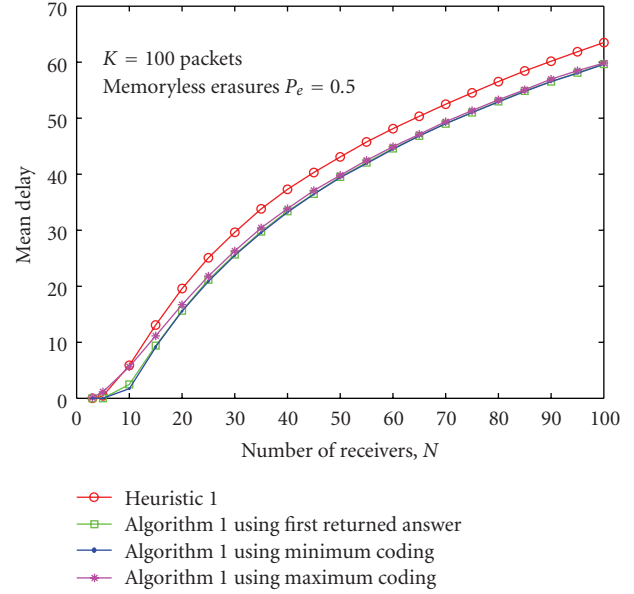 70
60
50
40
30
20
10
0
Mean delay
K = 100 packets
Memoryless erasures P_e = 0.5
0 10 20 30 40 50 60 70 80 90 100
Number of receivers, N
Heuristic 1
Algorithm 1 using first returned answer
Algorithm 1 using minimum coding
Algorithm 1 using maximum coding